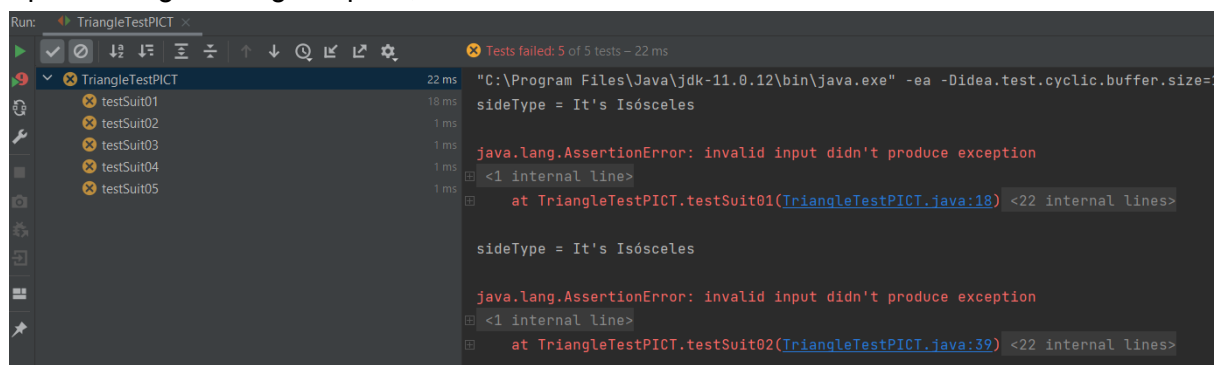 Run: TriangleTestPICT
Tests failed: 5 of 5 tests – 22 ms
TriangleTestPICT 22 ms
testSuit01 18 ms
testSuit02 1 ms
testSuit03 1 ms
testSuit04 1 ms
testSuit05 1 ms
"C:\Program Files\Java\jdk-11.0.12\bin\java.exe" -ea -Didea.test.cyclic.buffer.size=
sideType = It's Isósceles
java.lang.AssertionError: invalid input didn't produce exception
<1 internal line>
at TriangleTestPICT.testSuit01(TriangleTestPICT.java:18) <22 internal lines>
sideType = It's Isósceles
java.lang.AssertionError: invalid input didn't produce exception
<1 internal line>
at TriangleTestPICT.testSuit02(TriangleTestPICT.java:39) <22 internal lines>